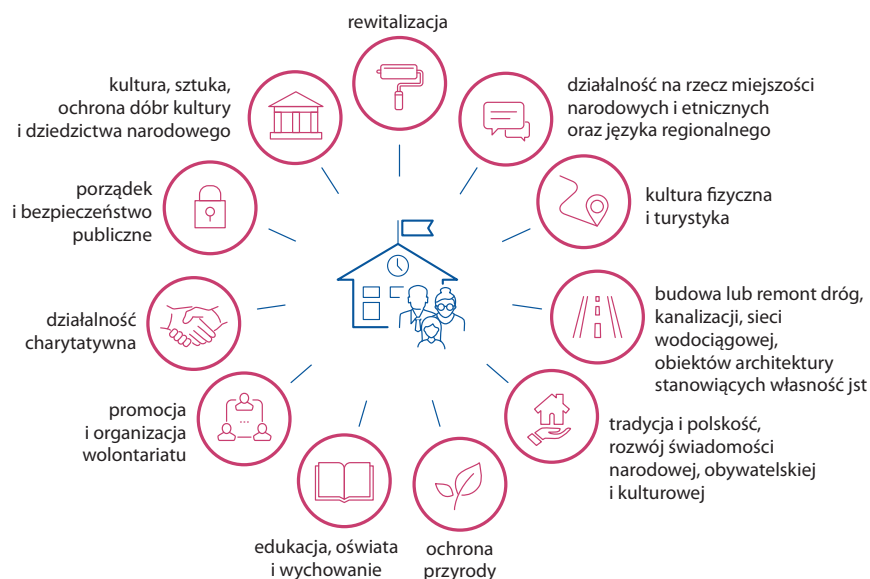 rewitalizacja
działalność na rzecz miejszości
narodowych i etnicznych
oraz języka regionalnego
kultura fizyczna
i turystyka
budowa lub remont dróg,
kanalizacji, sieci
wodociągowej,
obiektów architektury
stanowiących własność jst
tradycja i polskość,
rozwój świadomości
narodowej, obywatelskiej
i kulturowej
ochrona
przyrody
edukacja, oświata
i wychowanie
promocja
i organizacja
wolontariatu
działalność
charytatywna
porządek
i bezpieczeństwo
publiczne
kultura, sztuka,
ochrona dóbr kultury
i dziedzictwa narodowego